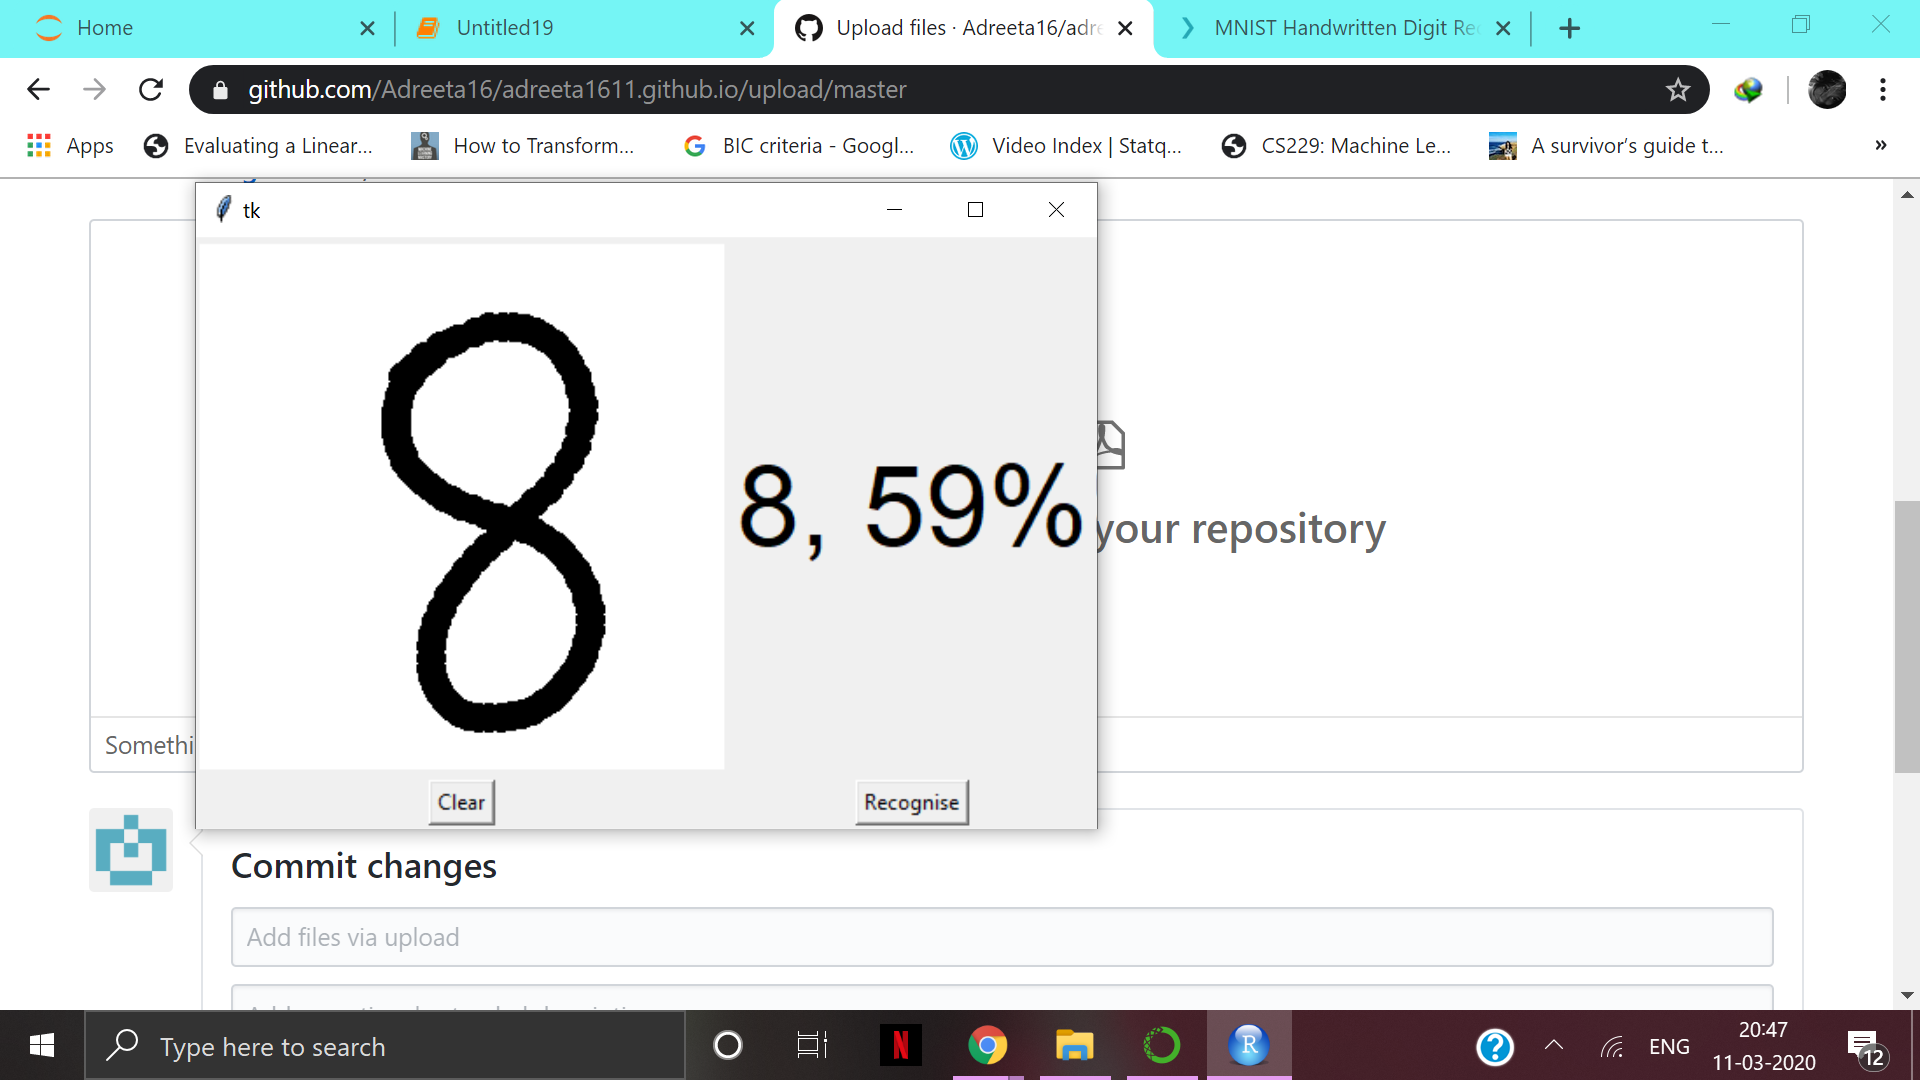 Home
Untitled19
Upload files · Adreeta16/adre
MNIST Handwritten Digit Re
github.com/Adreeta16/adreeta1611.github.io/upload/master
Apps
Evaluating a Linear...
How to Transform...
BIC criteria - Googl...
Video Index | Statq...
CS229: Machine Le...
A survivor's guide t...
»
tk
8
8, 59%
your repository
Somethi
Clear
Recognise
Commit changes
Add files via upload
Type here to search
N
R
?
ENG
20:47
11-03-2020
12